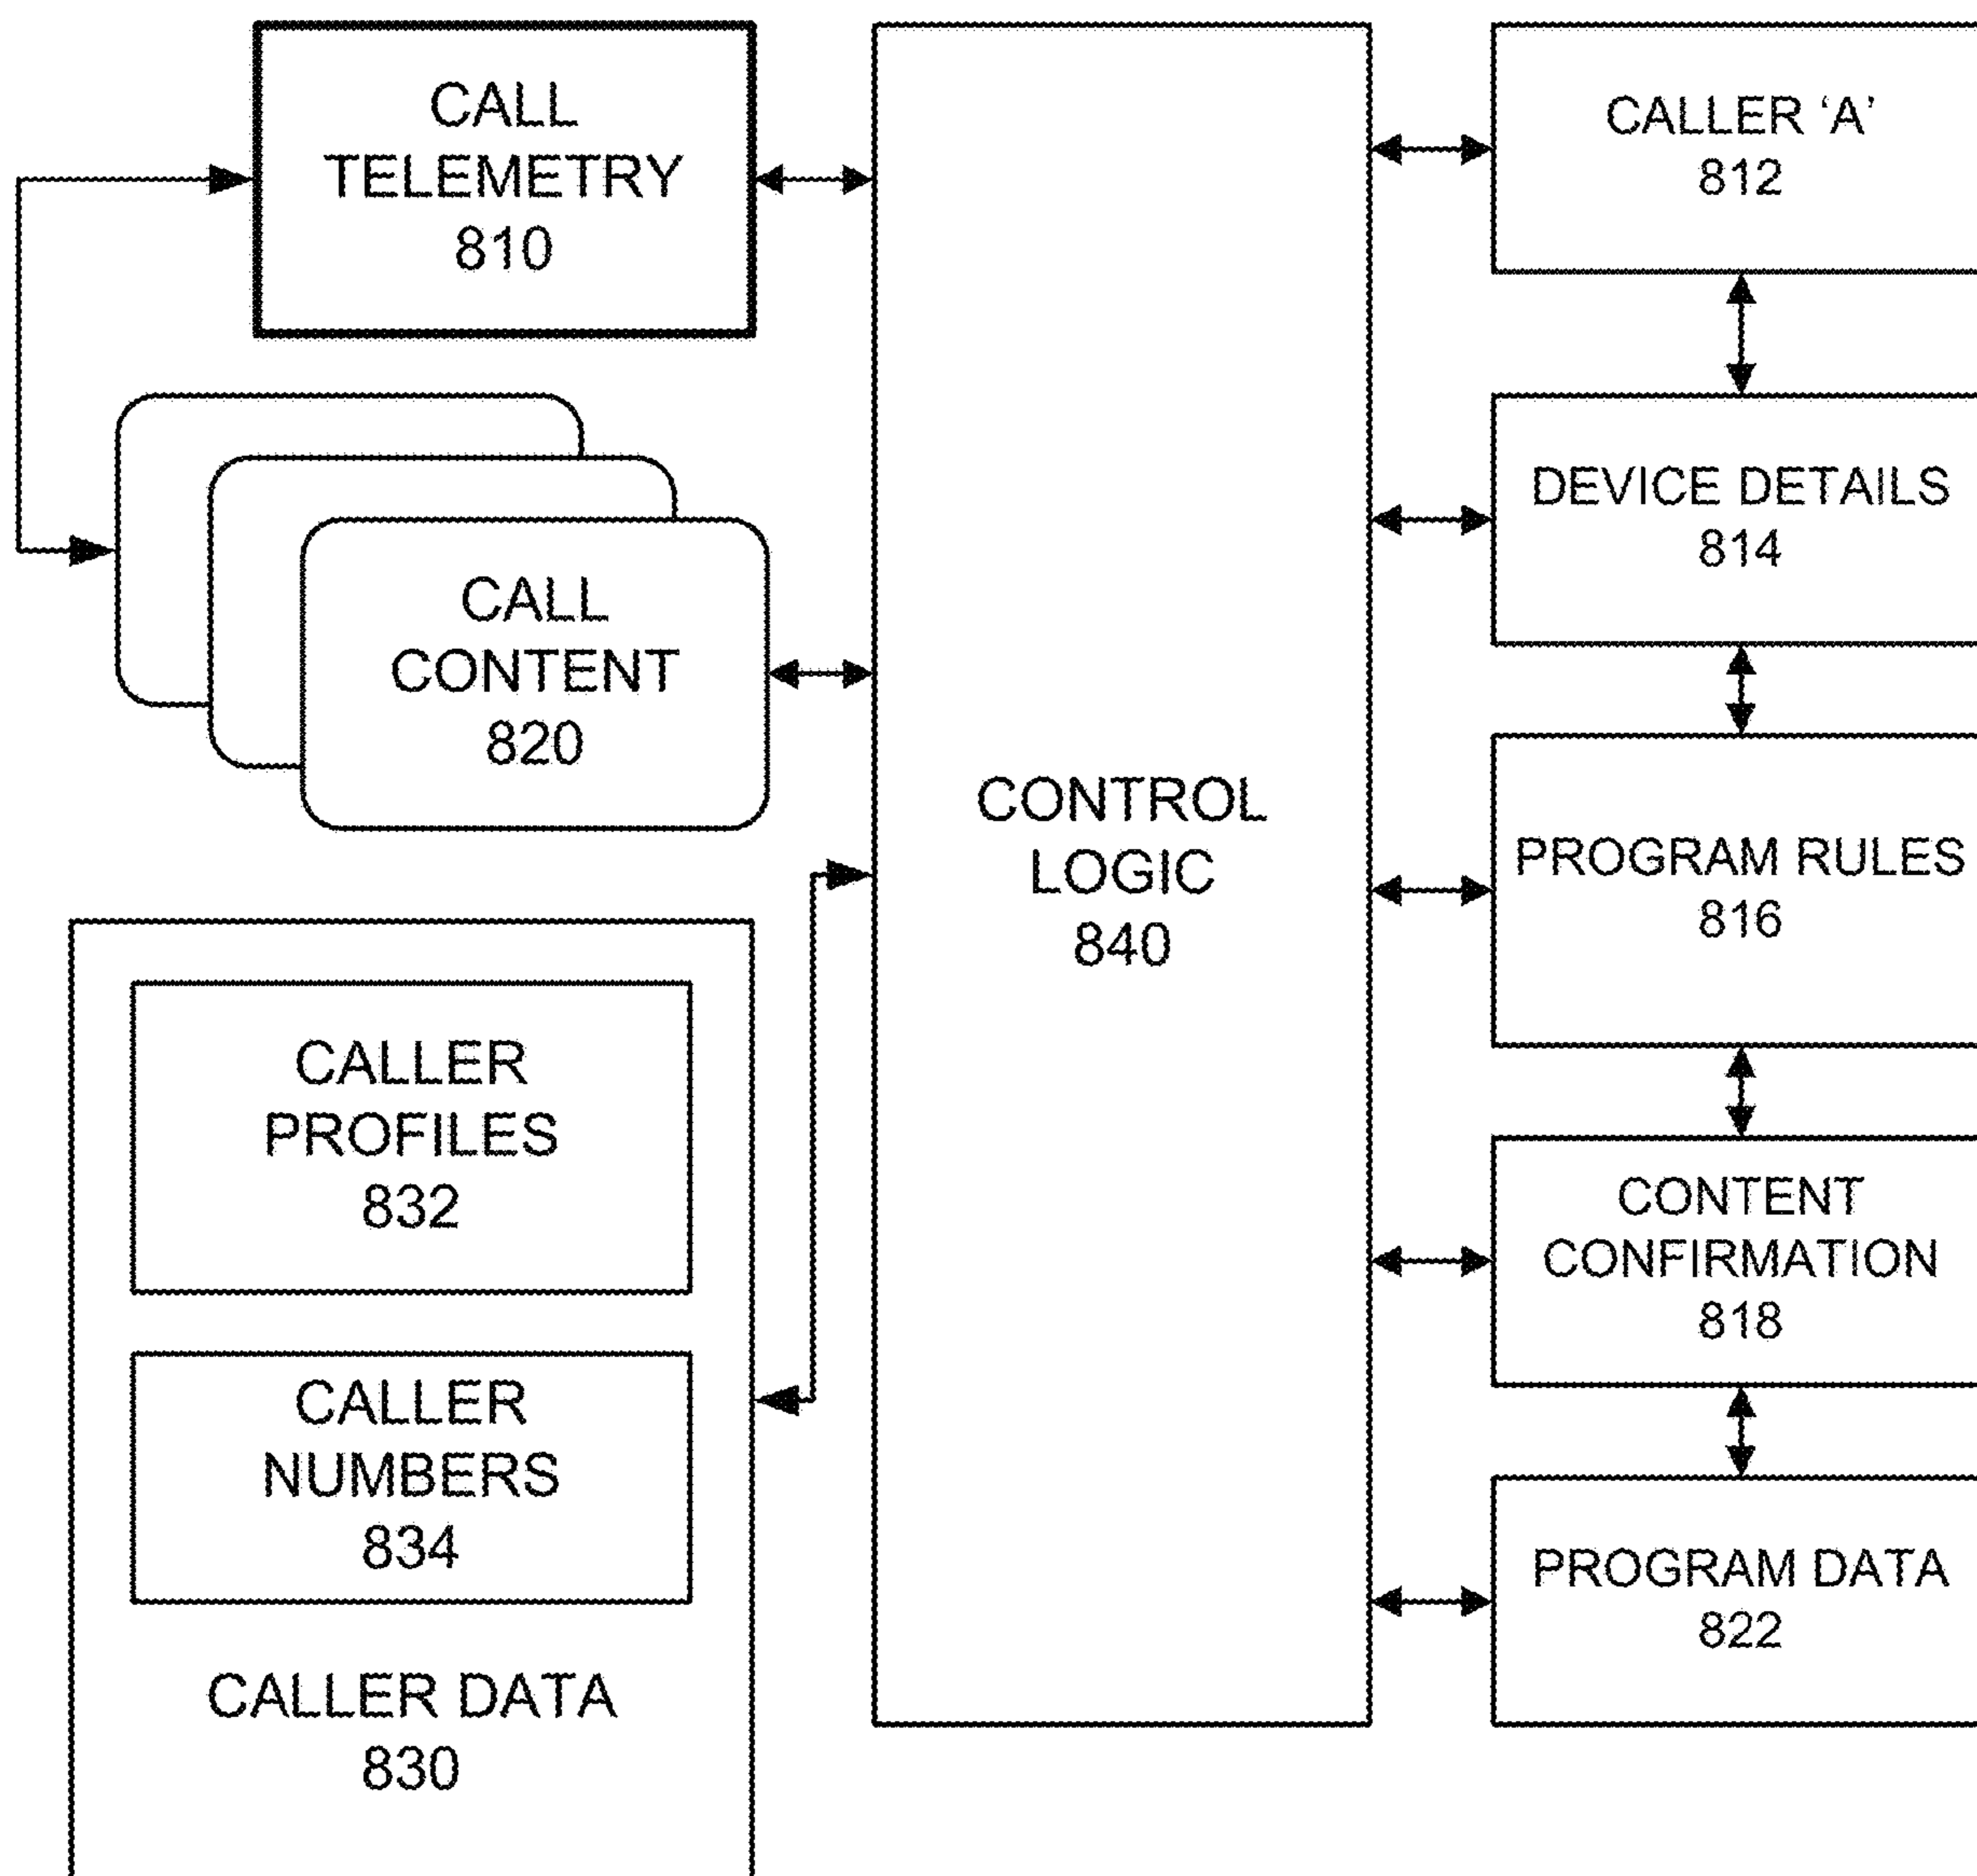 CALL
TELEMETRY
810
CALL
CONTENT
820
CALLER
PROFILES
832
CALLER
NUMBERS
834
CALLER DATA
830
CONTROL
LOGIC
840
CALLER ‘A’
812
DEVICE DETAILS
814
PROGRAM RULES
816
CONTENT
CONFIRMATION
818
PROGRAM DATA
822